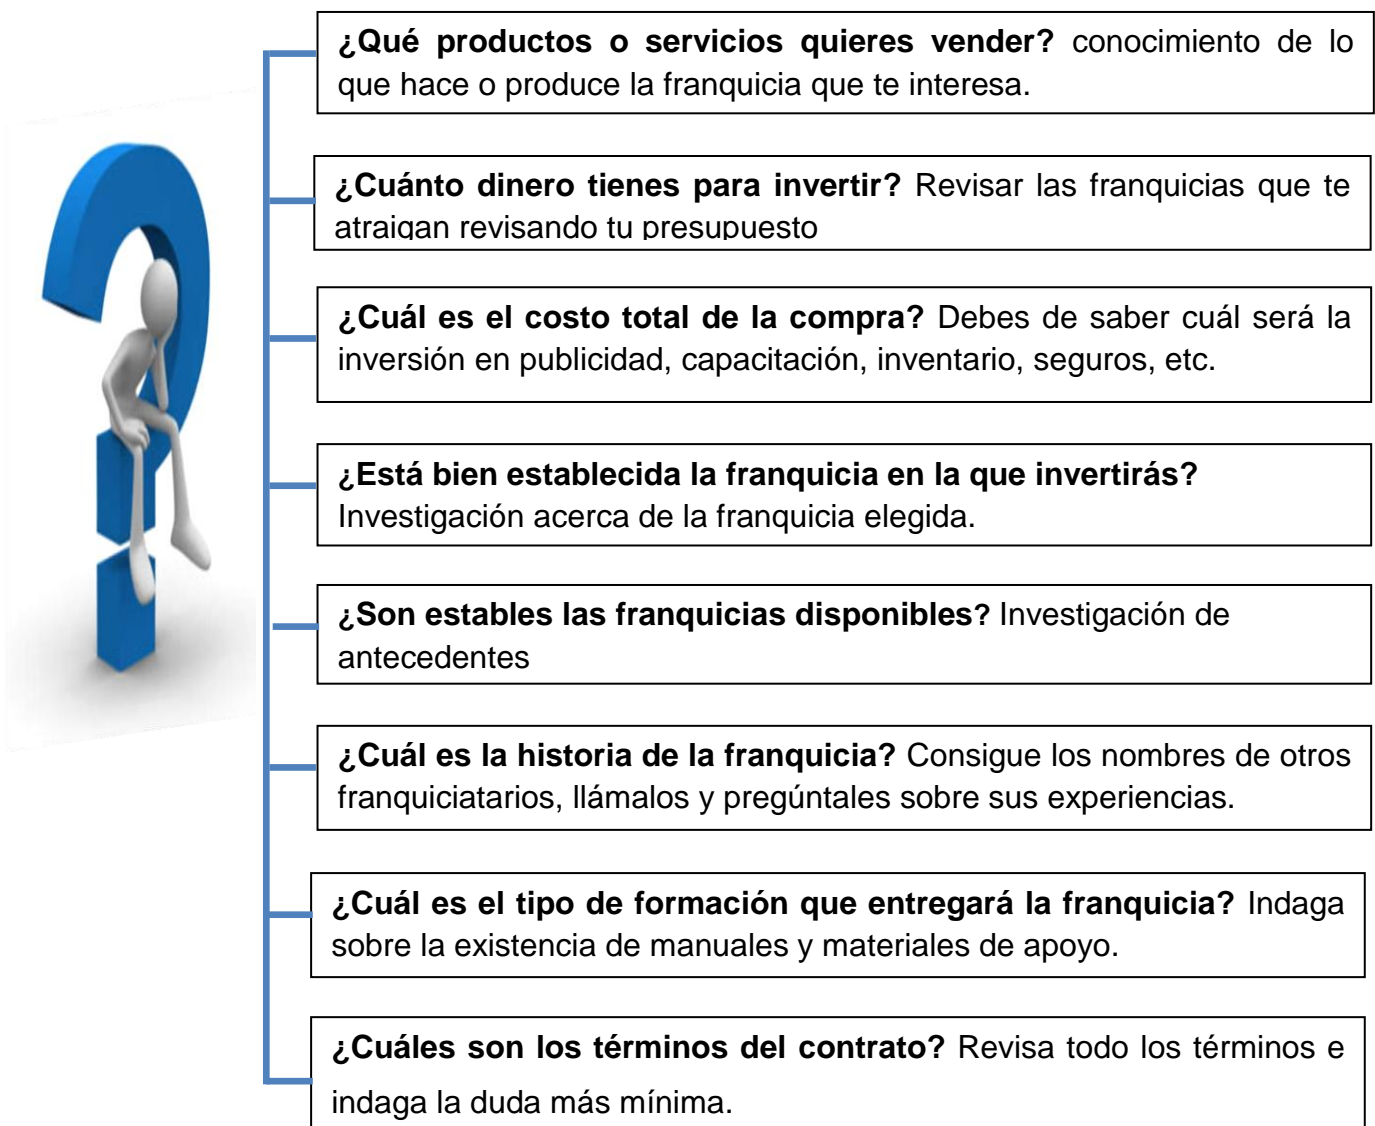 ¿Qué productos o servicios quieres vender? conocimiento de lo
que hace o produce la franquicia que te interesa.
¿Cuánto dinero tienes para invertir? Revisar las franquicias que te
atraigan revisando tu presupuesto
¿Cuál es el costo total de la compra? Debes de saber cuál será la
inversión en publicidad, capacitación, inventario, seguros, etc.
¿Está bien establecida la franquicia en la que invertirás?
Investigación acerca de la franquicia elegida.
¿Son estables las franquicias disponibles? Investigación de
antecedentes
¿Cuál es la historia de la franquicia? Consigue los nombres de otros
franquiciatarios, llámalos y pregúntales sobre sus experiencias.
¿Cuál es el tipo de formación que entregará la franquicia? Indaga
sobre la existencia de manuales y materiales de apoyo.
¿Cuáles son los términos del contrato? Revisa todo los términos e
indaga la duda más mínima.